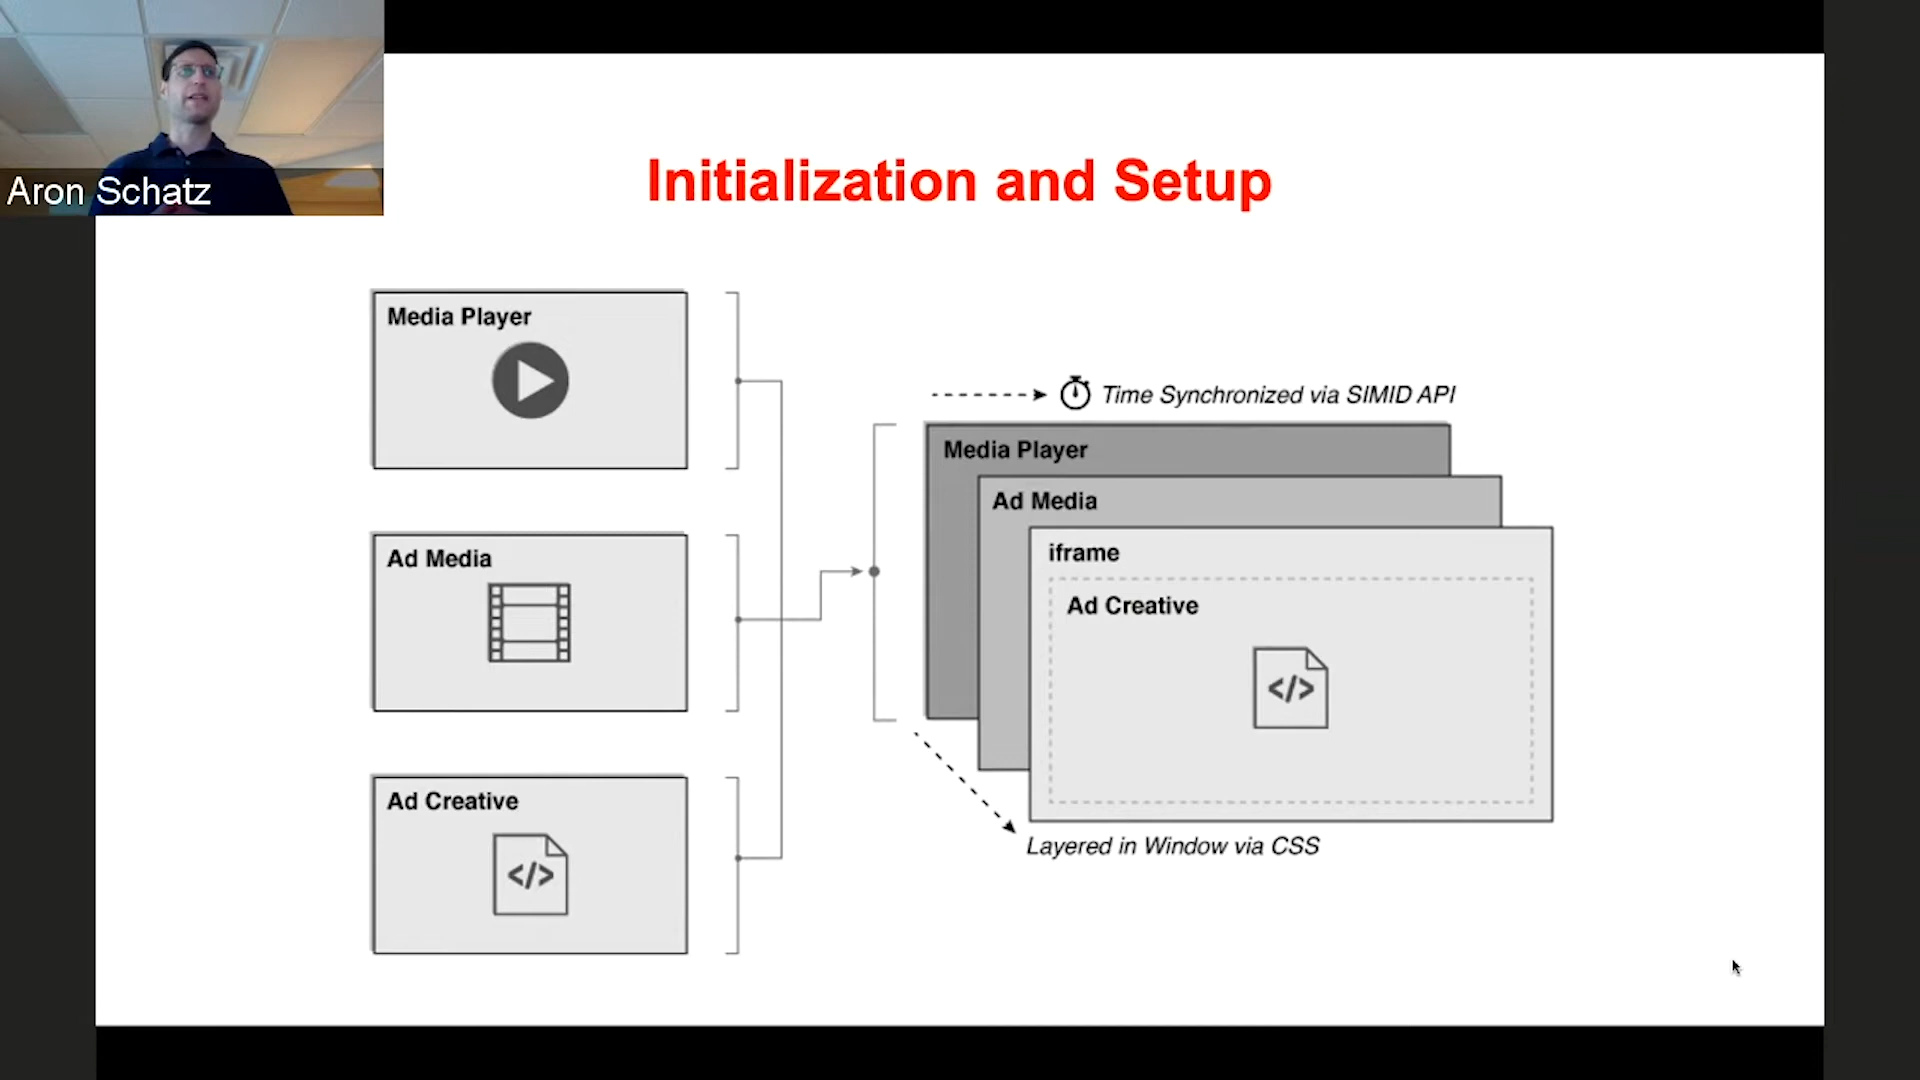 Aron Schatz
Initialization and Setup
Media Player
Ad Media
</>
Ad Creative
Time Synchronized via SIMID API
Media Player
Ad Media
iframe
Ad Creative
</>
Layered in Window via CSS